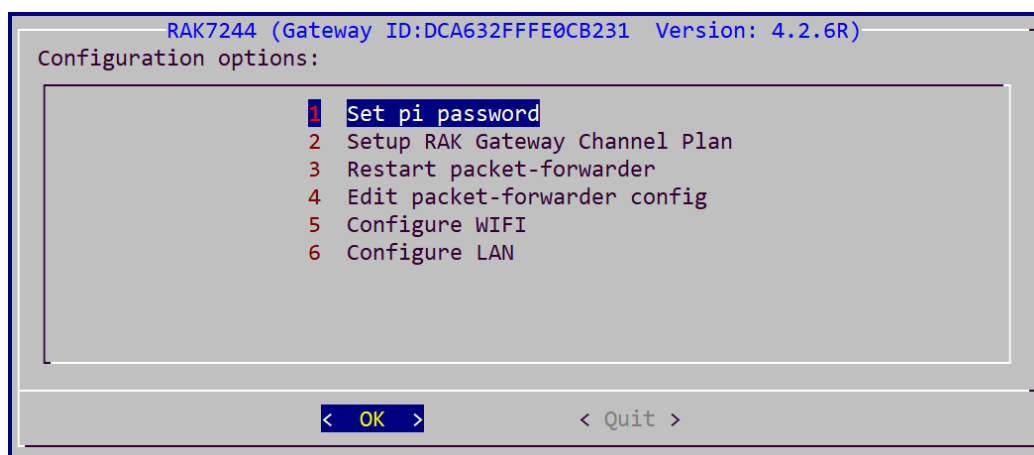 RAK7244 (Gateway ID:DCA632FFFE0CB231  Version: 4.2.6R)
Configuration options:
1  Set pi password
2  Setup RAK Gateway Channel Plan
3  Restart packet-forwarder
4  Edit packet-forwarder config
5  Configure WIFI
6  Configure LAN
<  OK  >  < Quit >